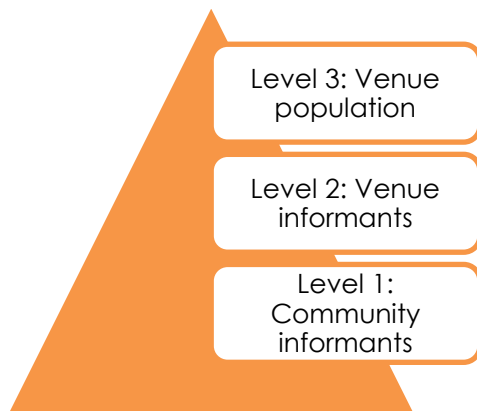 Level 3: Venue
population
Level 2: Venue
informants
Level 1:
Community
informants